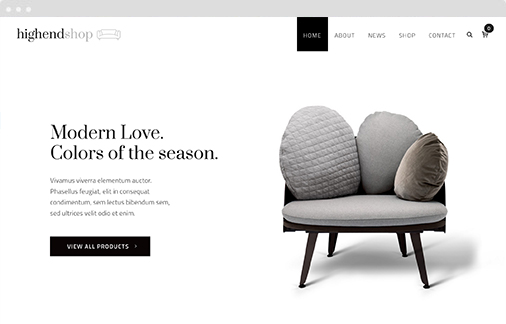 highendshop
HOME ABOUT NEWS SHOP CONTACT 0
Modern Love.
Colors of the season.
Vivamus viverra elementum auctor.
Phasellus feugiat, elit in consequat
condimentum, sem lectus bibendum sem,
sed ultrices velit odio et enim.
VIEW ALL PRODUCTS ›